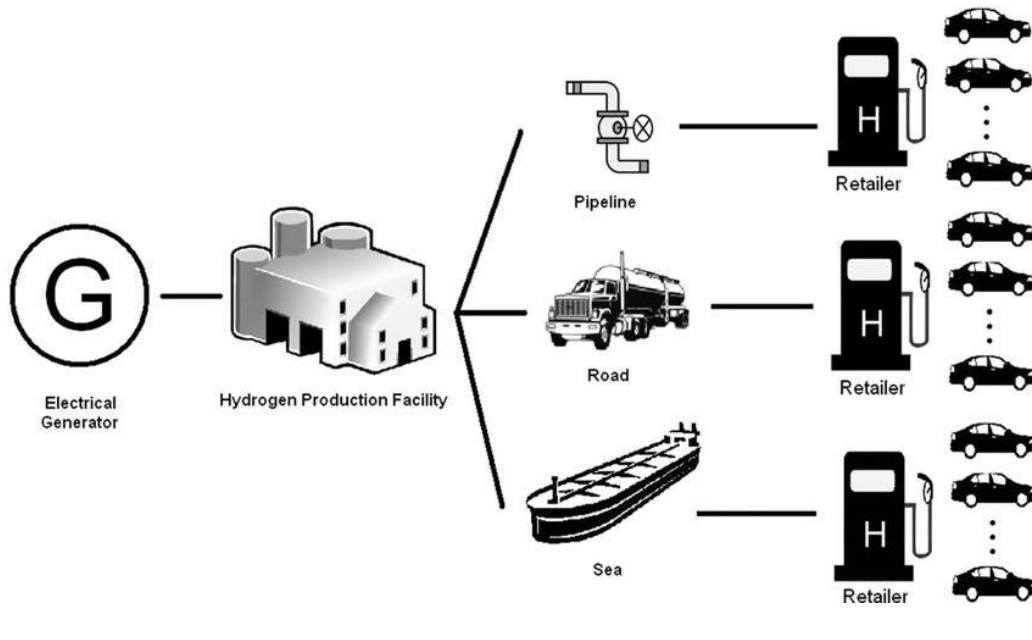 G
Electrical
Generator
Hydrogen Production Facility
Pipeline
Road
Sea
H
Retailer
H
Retailer
H
Retailer